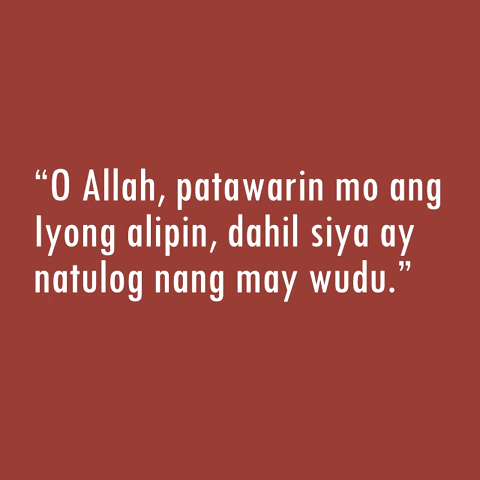 “O Allah, patawarin mo ang
Iyong alipin, dahil siya ay
natulog nang may wudu.”